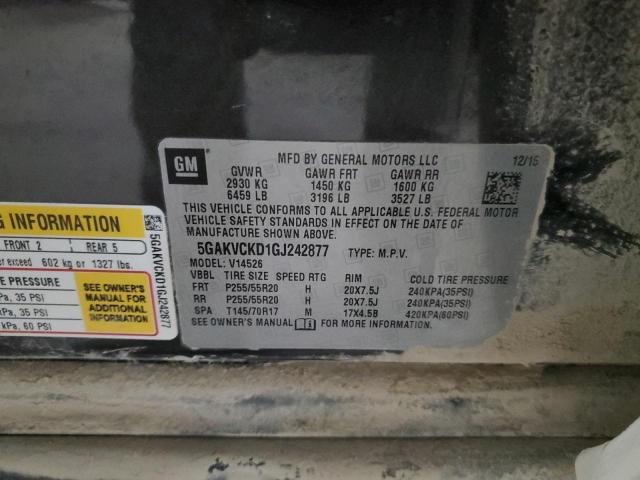 GM
MFD BY GENERAL MOTORS LLC 12/15
GVWR GAWR FRT GAWR RR
2930 KG 1450 KG 1600 KG
6459 LB 3196 LB 3527 LB
THIS VEHICLE CONFORMS TO ALL APPLICABLE U.S. FEDERAL MOTOR
VEHICLE SAFETY STANDARDS IN EFFECT ON THE DATE OF
MANUFACTURE SHOWN ABOVE.
5GAKVCKD1GJ242877 TYPE: M.P.V.
MODEL: V14526
VBBL TIRE SIZE SPEED RTG RIM COLD TIRE PRESSURE
FRT P255/55R20 H 20X7.5J 240KPA(35PSI)
RR P255/55R20 H 20X7.5J 240KPA(35PSI)
SPA T145/70R17 M 17X4.5B 420KPA(60PSI)
SEE OWNER'S MANUAL FOR MORE INFORMATION.
G INFORMATION
FRONT 2 REAR 5
exceed 602 kg or 1327 lbs.
E PRESSURE
Pa, 35 PSI
kPa, 35 PSI
kPa, 60 PSI
SEE OWNER'S
MANUAL FOR
ADDITIONAL
INFORMATION
5GAKVCKD1GJ242877